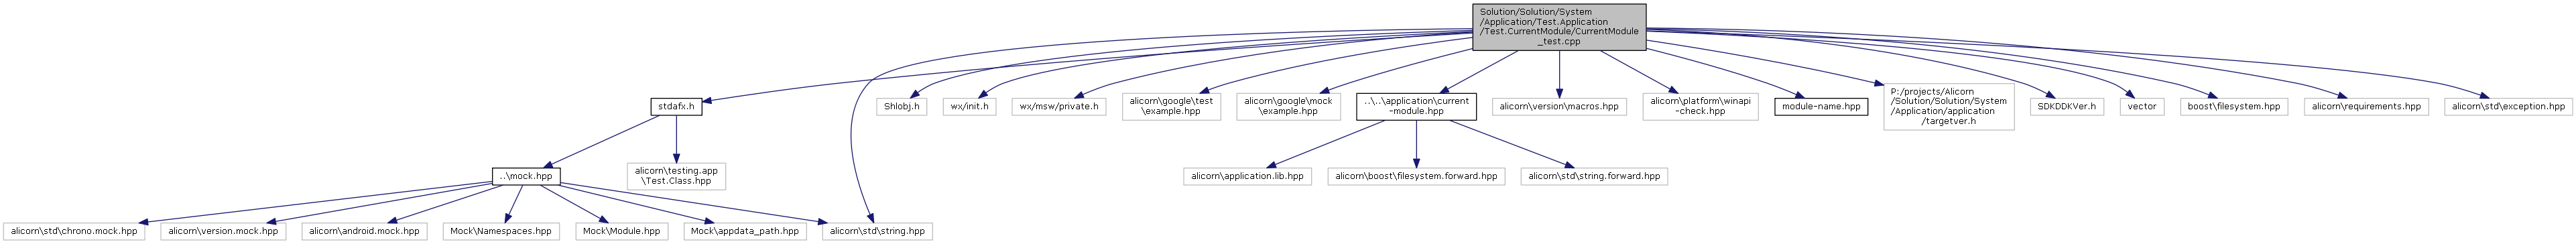 Solution/Solution/System
/Application/Test.Application
/Test.CurrentModule/CurrentModule
_test.cpp
stdafx.h
Shlobj.h
wx/init.h
wx/msw/private.h
alicorn\google\test
\example.hpp
alicorn\google\mock
\example.hpp
..\..\application\current
-module.hpp
alicorn\version\macros.hpp
alicorn\platform\winapi
-check.hpp
module-name.hpp
P:/projects/Alicorn
/Solution/Solution/System
/Application/application
/targetver.h
SDKDDKVer.h
vector
boost\filesystem.hpp
alicorn\requirements.hpp
alicorn\std\exception.hpp
..\mock.hpp
alicorn\testing.app
\Test.Class.hpp
alicorn\application.lib.hpp
alicorn\boost\filesystem.forward.hpp
alicorn\std\string.forward.hpp
alicorn\std\chrono.mock.hpp
alicorn\version.mock.hpp
alicorn\android.mock.hpp
Mock\Namespaces.hpp
Mock\Module.hpp
Mock\appdata_path.hpp
alicorn\std\string.hpp